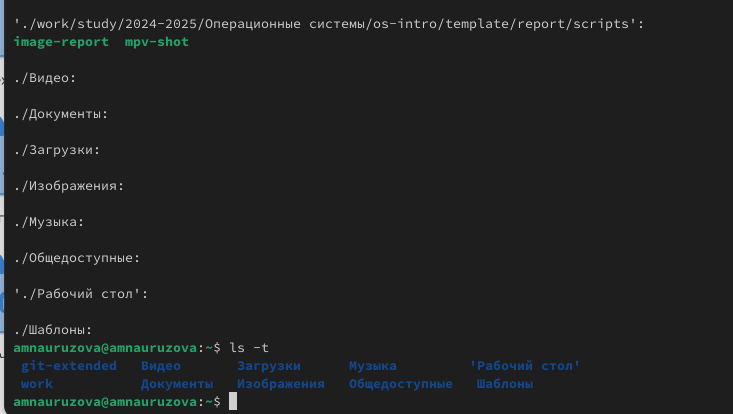 './work/study/2024-2025/Операционные системы/os-intro/template/report/scripts':
image-report  mpv-shot
./Видео:
./Документы:
./Загрузки:
./Изображения:
./Музыка:
./Общедоступные:
'./Рабочий стол':
./Шаблоны:
amnauruzova@amnauruzova:~$ ls -t
git-extended   Видео       Загрузки      Музыка         'Рабочий стол'
work           Документы   Изображения   Общедоступные   Шаблоны
amnauruzova@amnauruzova:~$